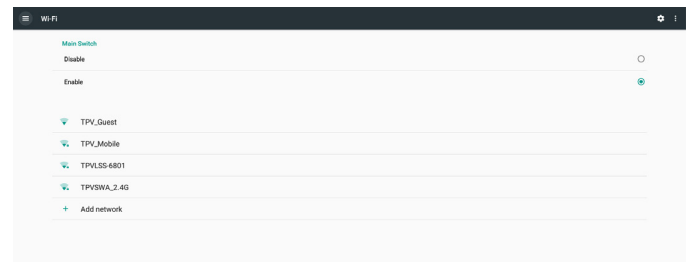 Wi-Fi
Main Switch
Disable
Enable
TPV_Guest
TPV_Mobile
TPVLSS-6801
TPVSWA_2.4G
Add network